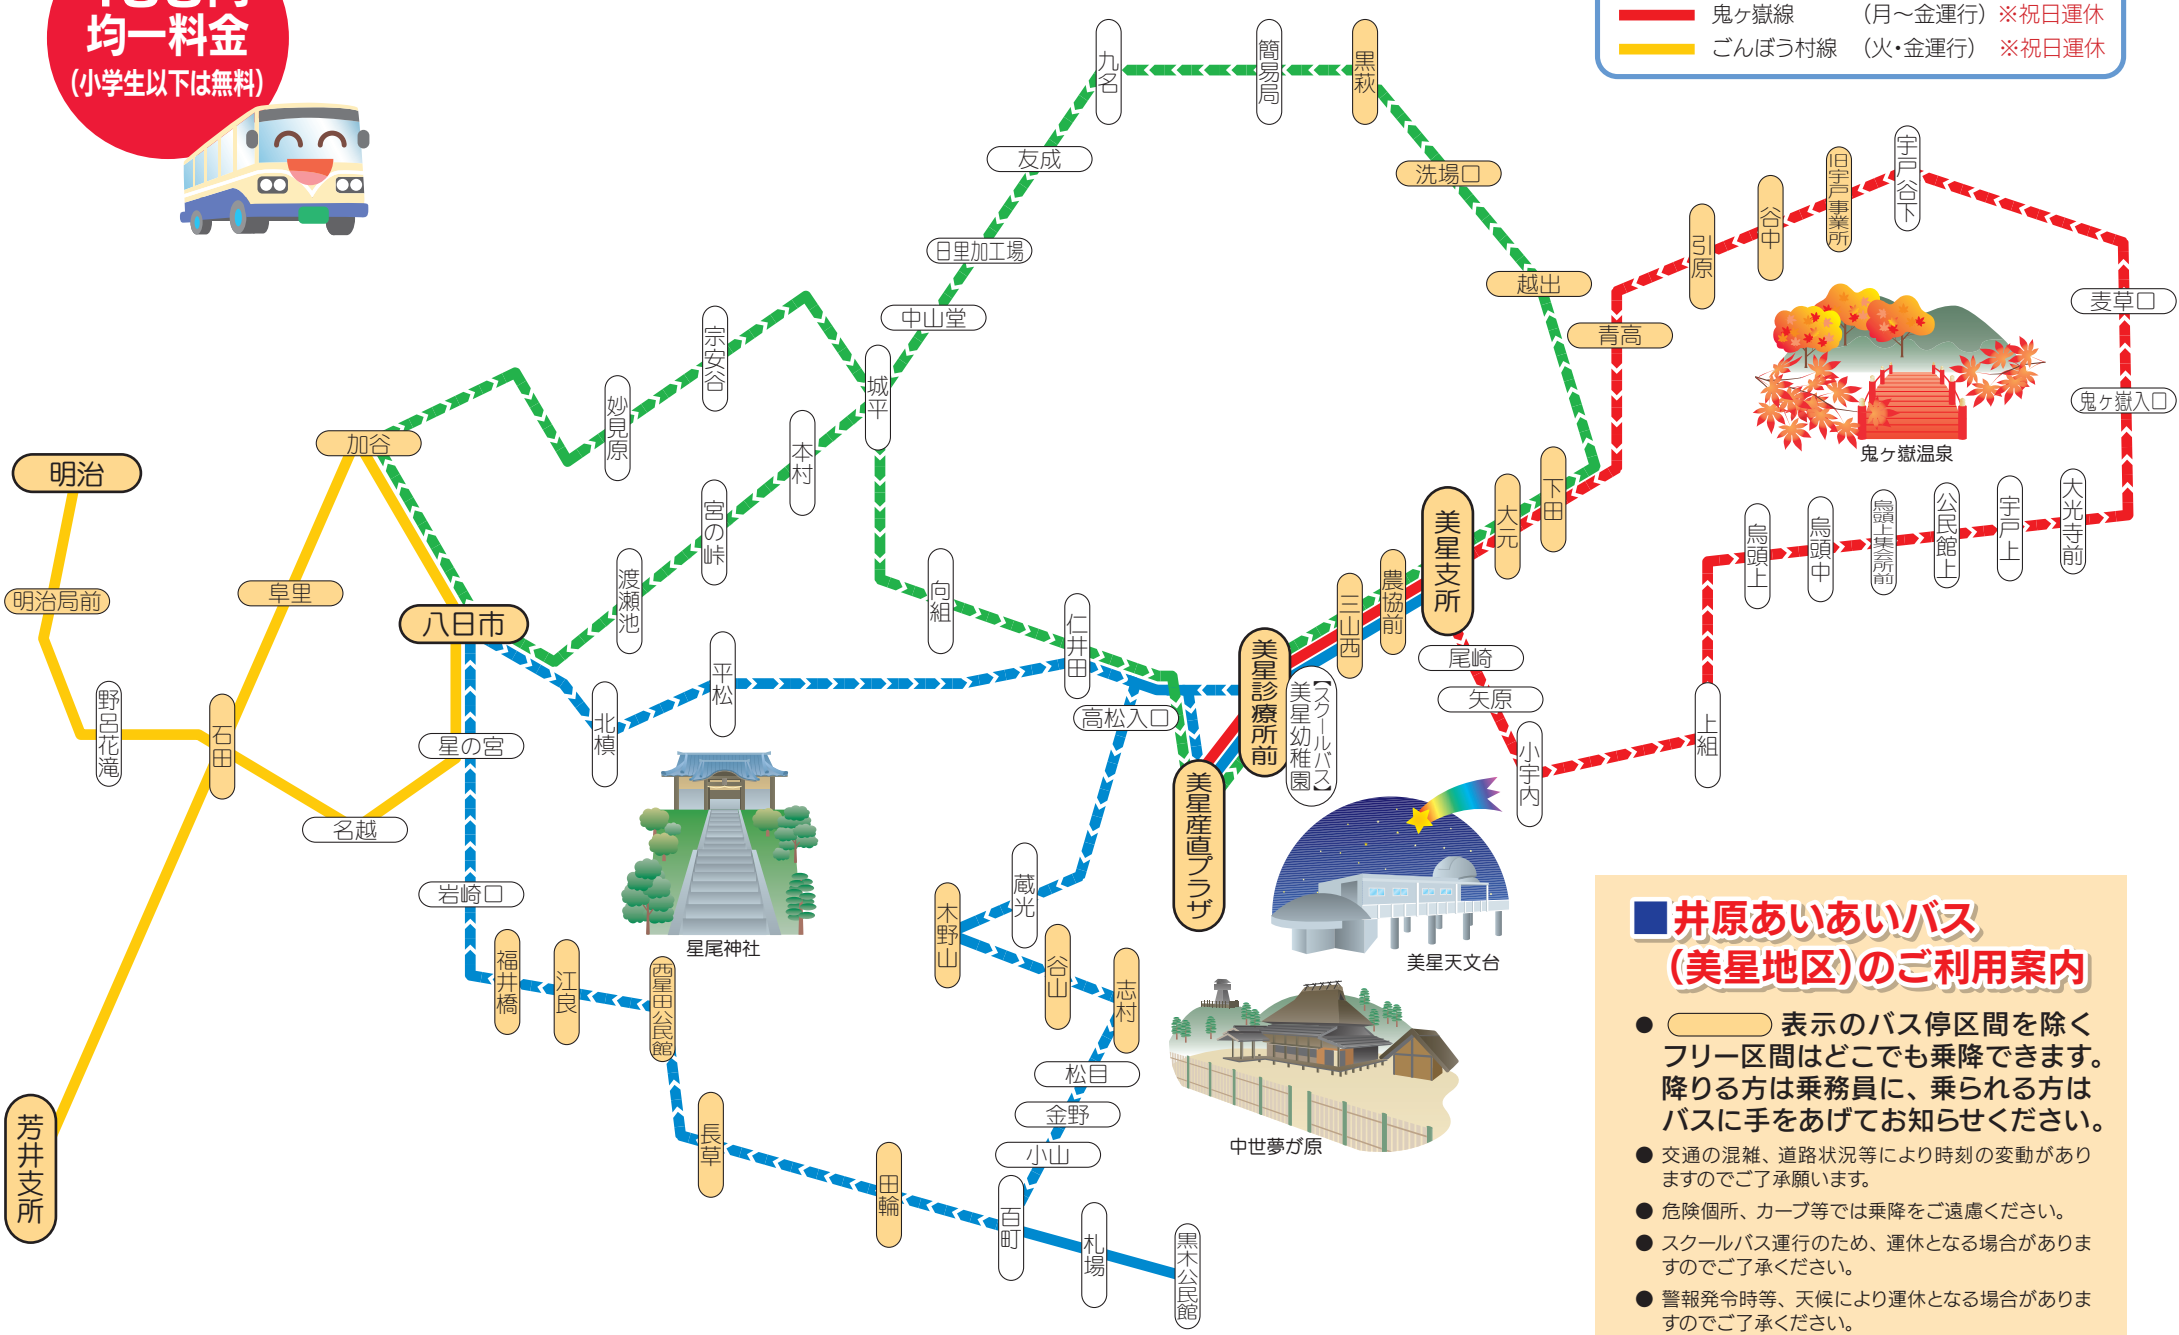 均一料金
(小学生以下は無料)
鬼ヶ嶽線 (月〜金運行) ※祝日運休
ごんぼう村線 (火・金運行) ※祝日運休
九名
簡易局
黒萩
友成
洗場口
日里加工場
越出
中山堂
青高
引原
谷中
旧宇戸事業所
宇戸谷下
麦草口
鬼ヶ嶽入口
鬼ヶ嶽温泉
宗安谷
妙見原
城平
本村
宮の峠
渡瀬池
加谷
明治
明治局前
阜里
八日市
野呂花滝
石田
星の宮
名越
北槙
平松
向組
仁井田
高松入口
美星産直プラザ
美星診療所前
【スクールバス】
美星幼稚園
三山西
農協前
美星支所
大元
下田
尾崎
矢原
小宇内
上組
烏頭上
烏頭中
烏頭上集会所前
公民館上
宇戸上
大光寺前
岩崎口
福井橋
江良
西星田公民館
長草
田輪
百町
札場
黒木公民館
小山
金野
松目
志村
谷山
木野山
蔵光
芳井支所
星尾神社
美星天文台
中世夢が原
■井原あいあいバス
(美星地区)のご利用案内
● 表示のバス停区間を除く
フリー区間はどこでも乗降できます。
降りる方は乗務員に、乗られる方は
バスに手をあげてお知らせください。
● 交通の混雑、道路状況等により時刻の変動があり
ますのでご了承願います。
● 危険個所、カーブ等では乗降をご遠慮ください。
● スクールバス運行のため、運休となる場合がありま
すのでご了承ください。
● 警報発令時等、天候により運休となる場合がありま
すのでご了承ください。